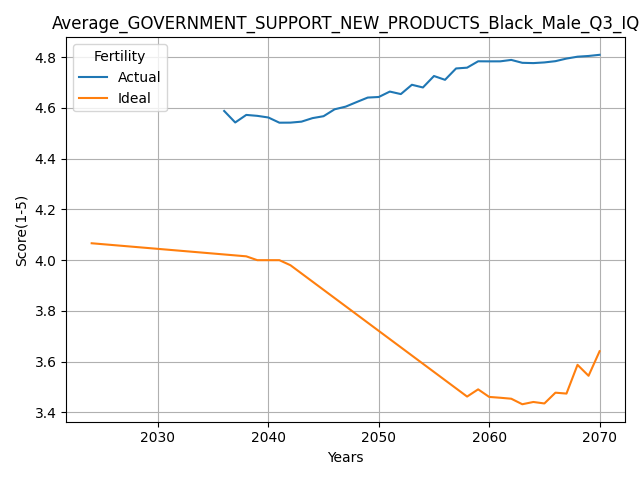 Average_GOVERNMENT_SUPPORT_NEW_PRODUCTS_Black_Male_Q3_IQ
Fertility
Actual
Ideal
Score(1-5)
4.8
4.6
4.4
4.2
4.0
3.8
3.6
3.4
2030 2040 2050 2060 2070
Years